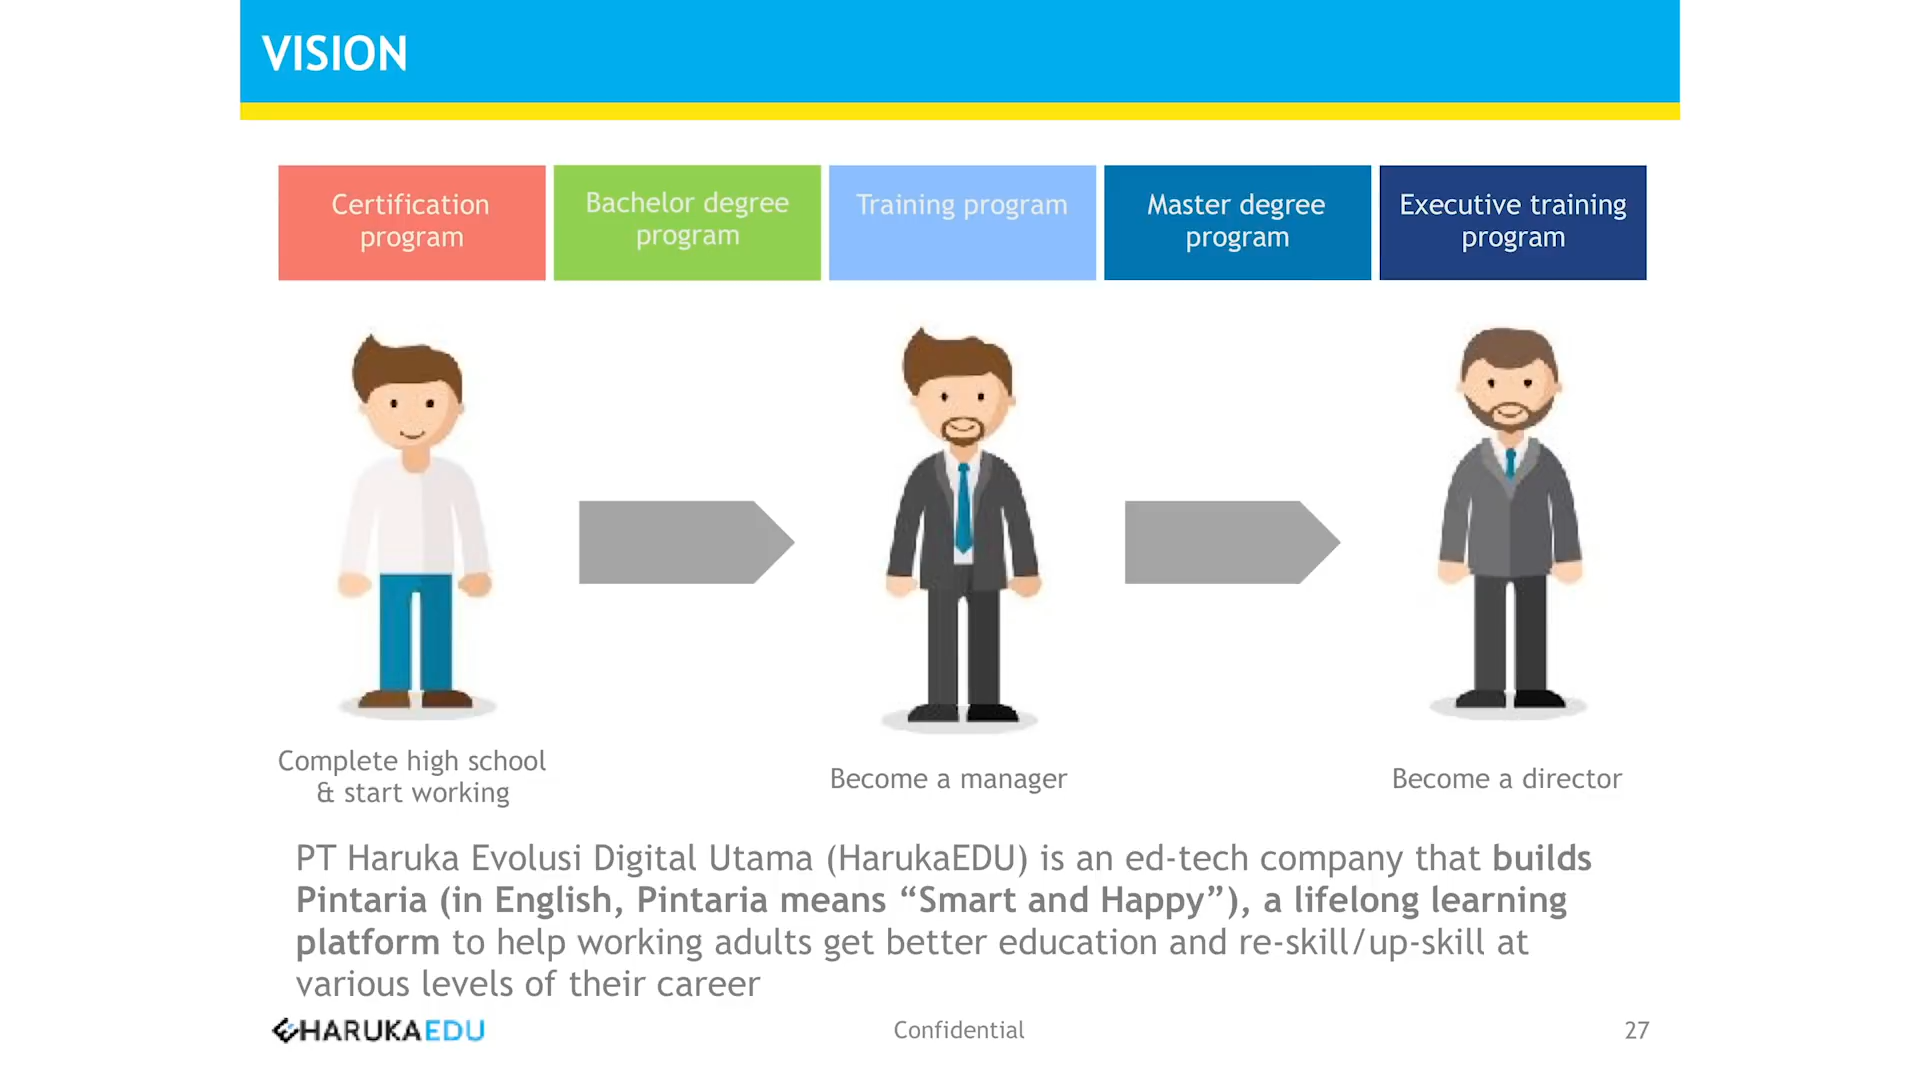 VISION
Certification
program
Bachelor degree
program
Training program
Master degree
program
Executive training
program
Complete high school
& start working
Become a manager
Become a director
PT Haruka Evolusi Digital Utama (HarukaEDU) is an ed-tech company that builds
Pintaria (in English, Pintaria means “Smart and Happy”), a lifelong learning
platform to help working adults get better education and re-skill/up-skill at
various levels of their career
HARUKAEDU
Confidential
27